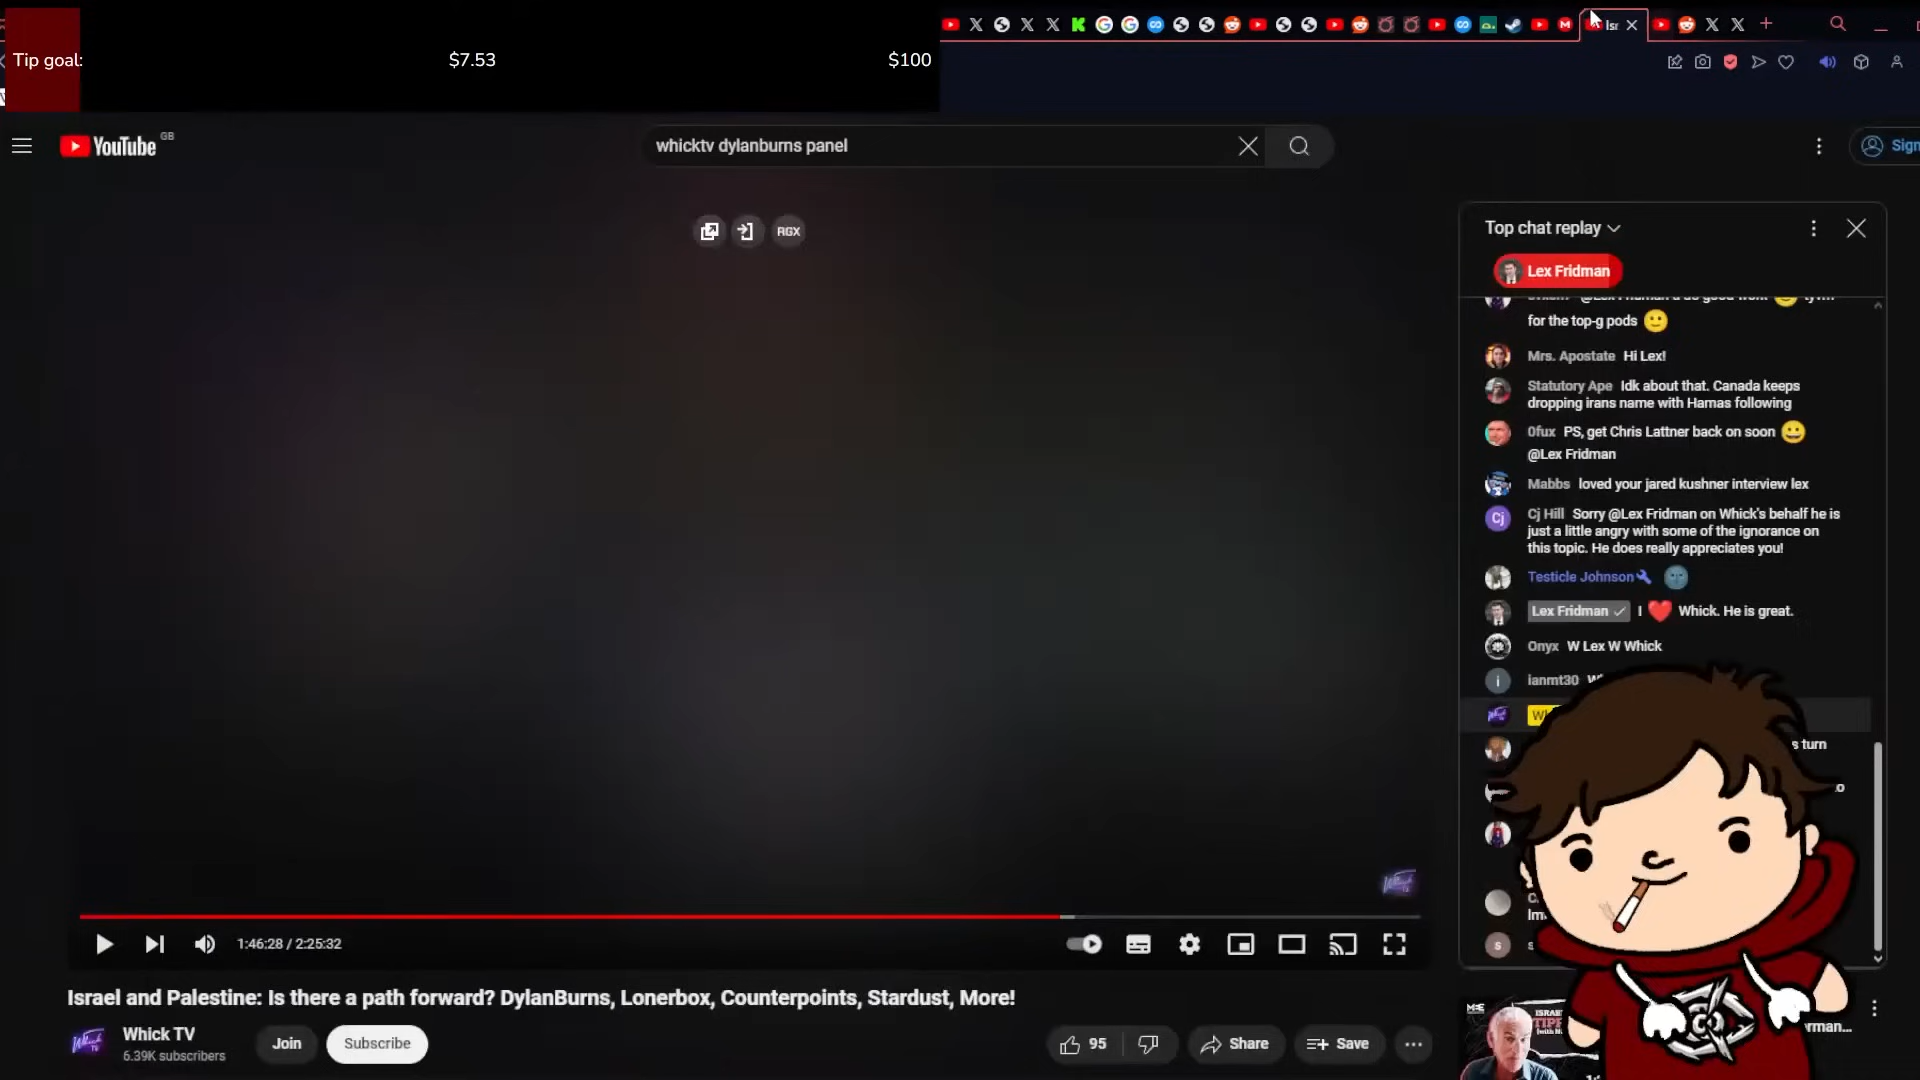 Tip goal:
$7.53
$100
YouTube GB
whicktv dylanburns panel
Sign
RGX
Top chat replay
Lex Fridman
for the top-g pods
Mrs. Apostate Hi Lex!
Statutory Ape Idk about that. Canada keeps
dropping irans name with Hamas following
0fux PS, get Chris Lattner back on soon
@Lex Fridman
Mabbs loved your jared kushner interview lex
Cj Hill Sorry @Lex Fridman on Whick's behalf he is
just a little angry with some of the ignorance on
this topic. He does really appreciates you!
Testicle Johnson
Lex Fridman I ❤ Whick. He is great.
Onyx W Lex W Whick
ianmt30
s turn
1:46:28 / 2:25:32
Israel and Palestine: Is there a path forward? DylanBurns, Lonerbox, Counterpoints, Stardust, More!
Whick TV
6.39K subscribers
Join
Subscribe
95
Share
Save
ISRAEL
rman...